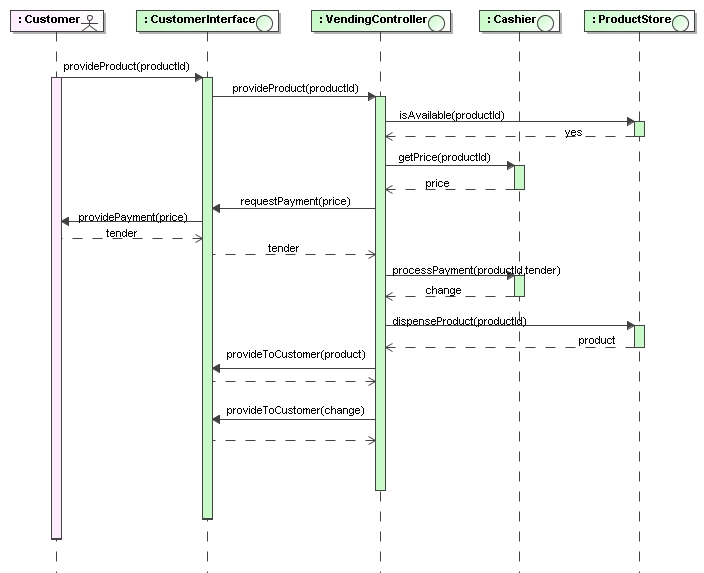 : Customer
: CustomerInterface
: VendingController
: Cashier
: ProductStore
provideProduct(productId)
provideProduct(productId)
isAvailable(productId)
yes
getPrice(productId)
price
requestPayment(price)
providePayment(price)
tender
tender
processPayment(productId,tender)
change
dispenseProduct(productId)
product
provideToCustomer(product)
provideToCustomer(change)